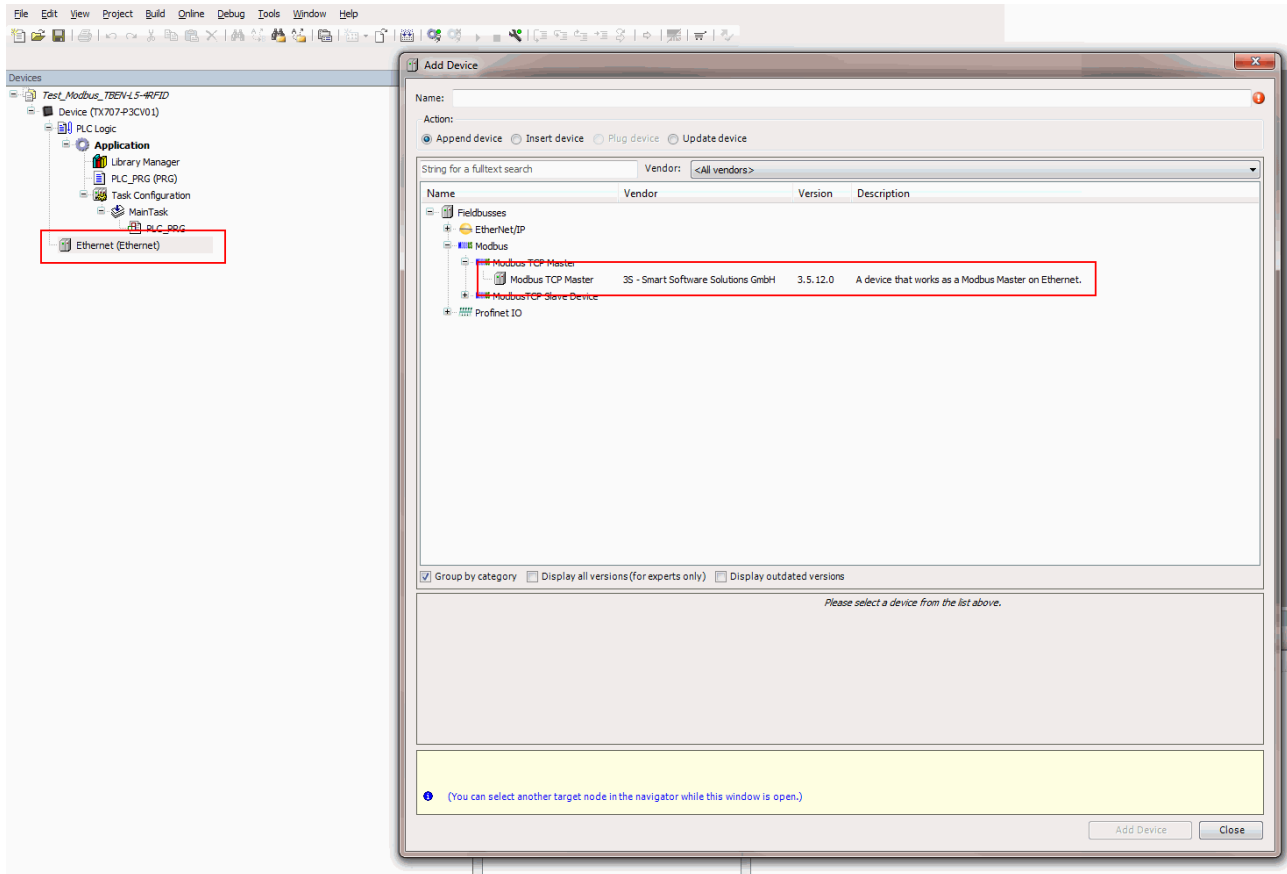 File Edit View Project Build Online Debug Tools Window Help
Devices
Test_Modbus_TBEN-L5-4RFID
Device (TX707-P3CV01)
PLC Logic
Application
Library Manager
PLC_PRG (PRG)
Task Configuration
MainTask
PLC_PRG
Ethernet (Ethernet)
Add Device
Name:
Action:
Append device Insert device Plug device Update device
String for a fulltext search Vendor: <All vendors>
Name Vendor Version Description
Fieldbusses
EtherNet/IP
Modbus
Modbus TCP Master
Modbus TCP Master 3S - Smart Software Solutions GmbH 3.5.12.0 A device that works as a Modbus Master on Ethernet.
ModbusTCP Slave Device
Profinet IO
Group by category Display all versions (for experts only) Display outdated versions
Please select a device from the list above.
(You can select another target node in the navigator while this window is open.)
Add Device Close